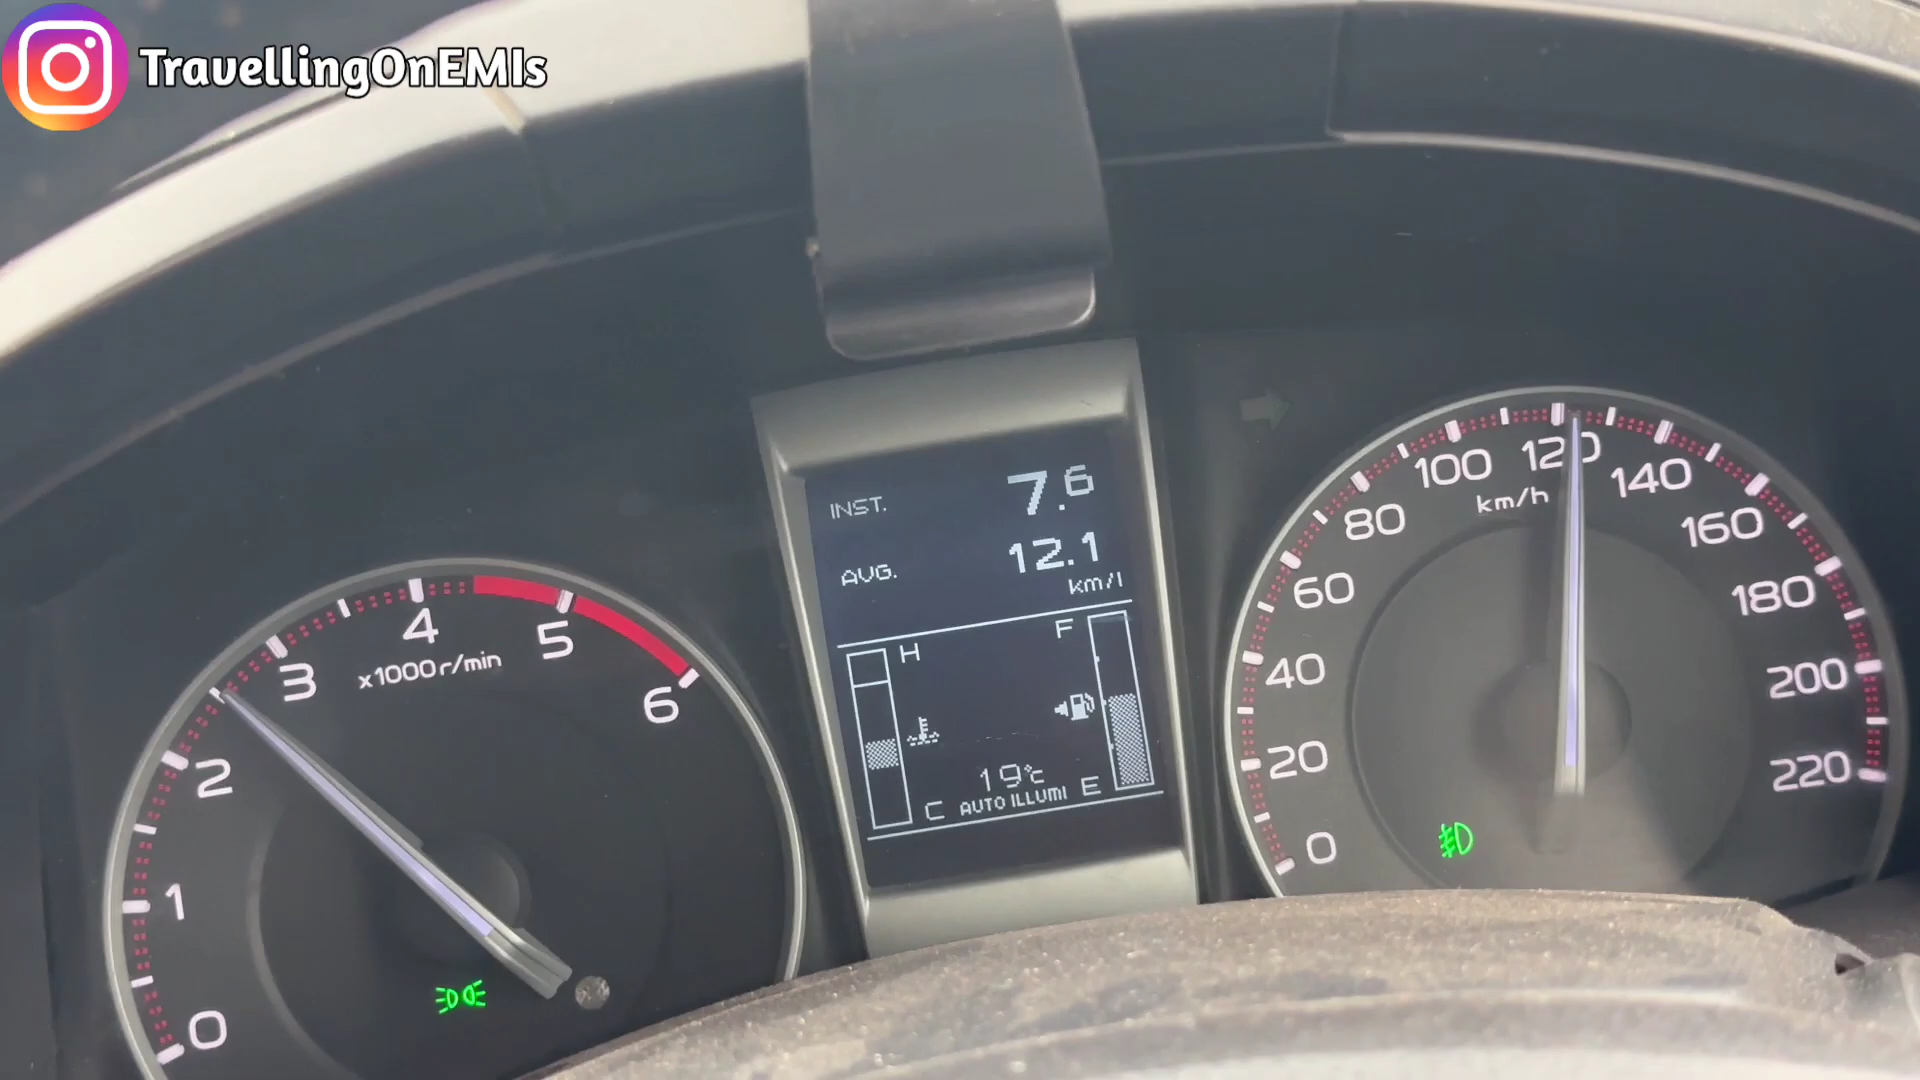 TravellingOnEMIs
INST. 7.6
AVG. 12.1
km/l
H
F
19°C
C AUTO ILLUMI E
0
1
2
3
4
5
6
x1000r/min
0
20
40
60
80
100
120
140
160
180
200
220
km/h